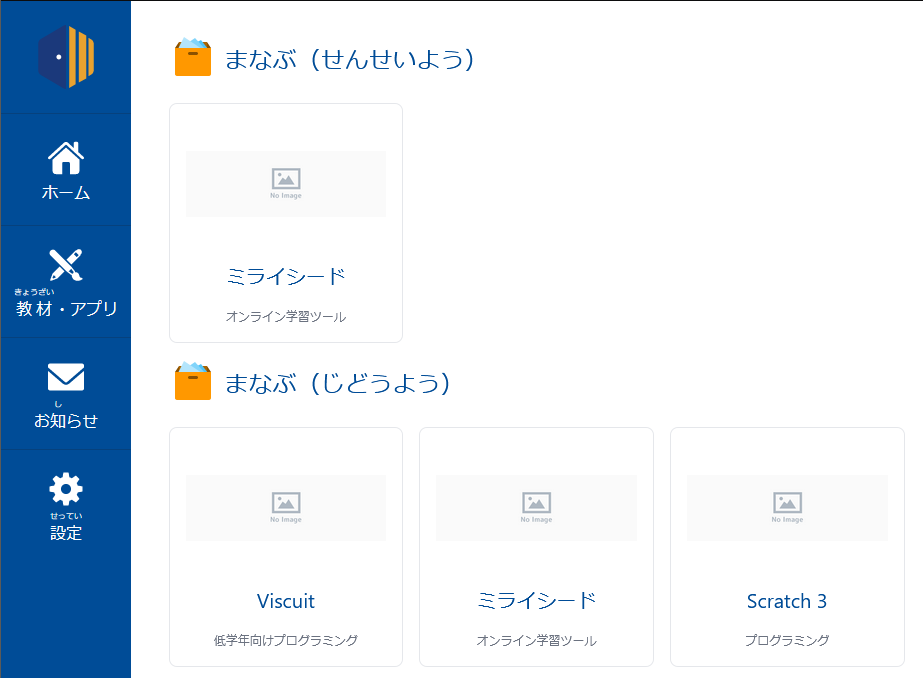 ホーム
きょうざい
教材・アプリ
し
お知らせ
せってい
設定
まなぶ（せんせいよう）
No Image
ミライシード
オンライン学習ツール
まなぶ（じどうよう）
No Image
Viscuit
低学年向けプログラミング
No Image
ミライシード
オンライン学習ツール
No Image
Scratch 3
プログラミング